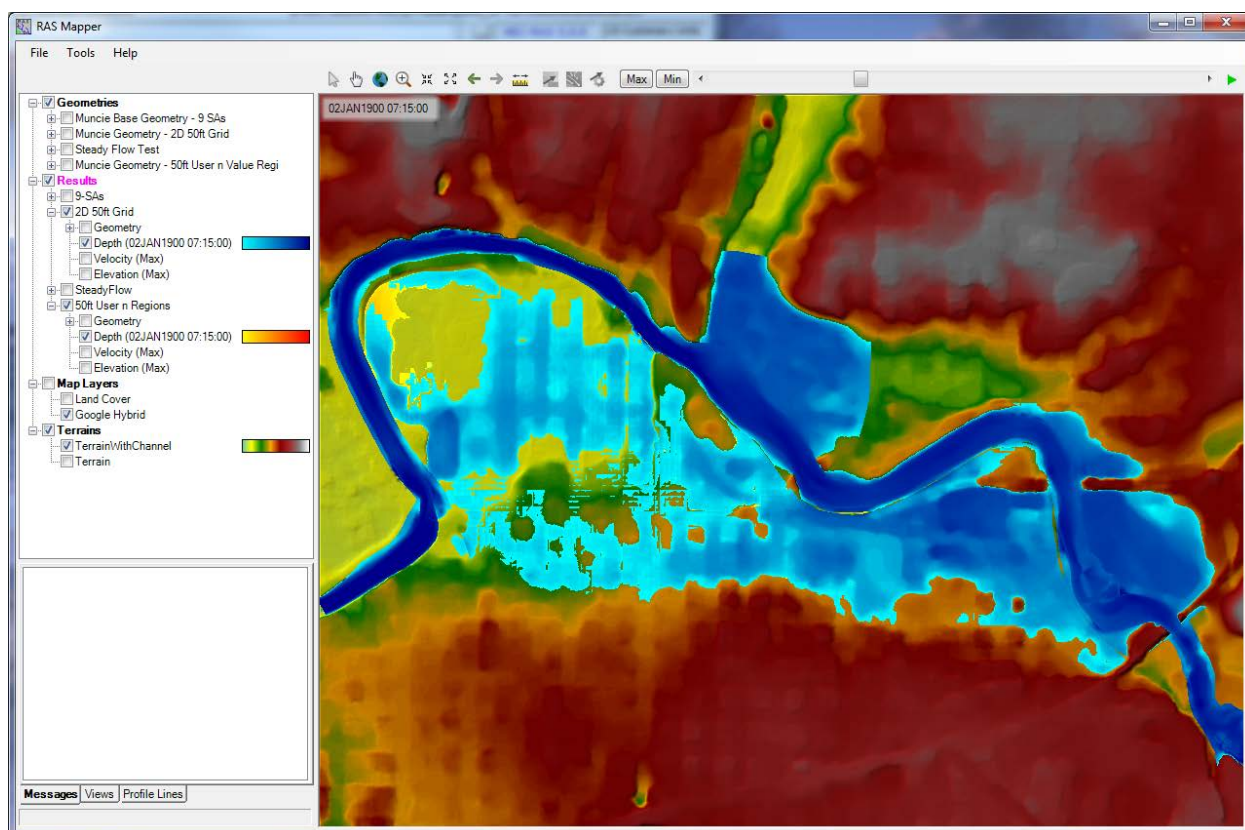 RAS Mapper
File Tools Help
Max Min
Geometries
Muncie Base Geometry - 9 SAs
Muncie Geometry - 2D 50ft Grid
Steady Flow Test
Muncie Geometry - 50ft User n Value Regi
Results
9-SAs
2D 50ft Grid
Geometry
Depth (02JAN1900 07:15:00)
Velocity (Max)
Elevation (Max)
SteadyFlow
50ft User n Regions
Geometry
Depth (02JAN1900 07:15:00)
Velocity (Max)
Elevation (Max)
Map Layers
Land Cover
Google Hybrid
Terrains
TerrainWithChannel
Terrain
02JAN1900 07:15:00
Messages Views Profile Lines